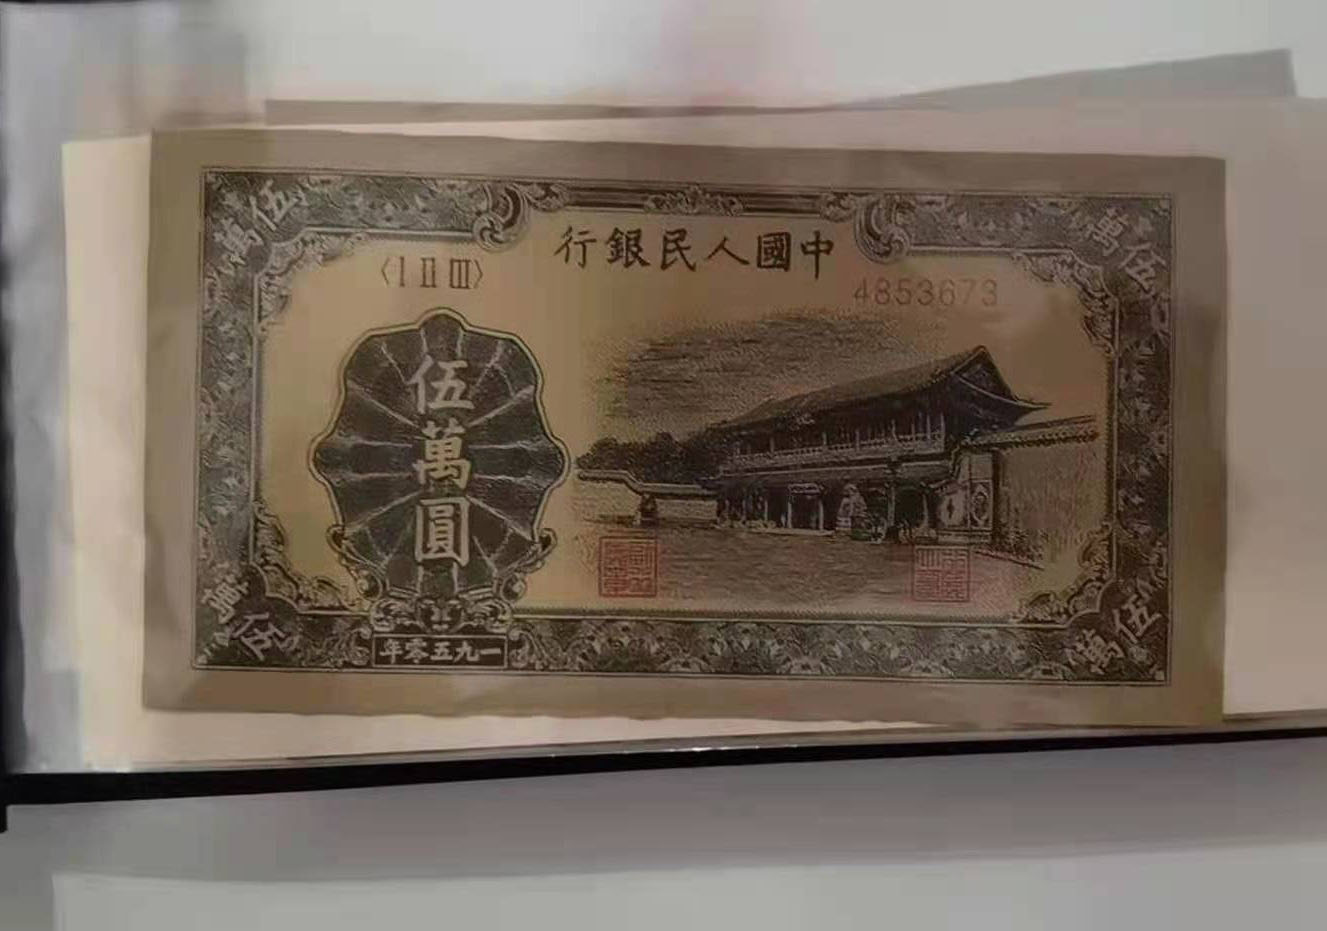 伍萬
伍萬
中國人民銀行
〈I II III〉
4853673
伍萬圓
伍萬
伍萬
一九五零年